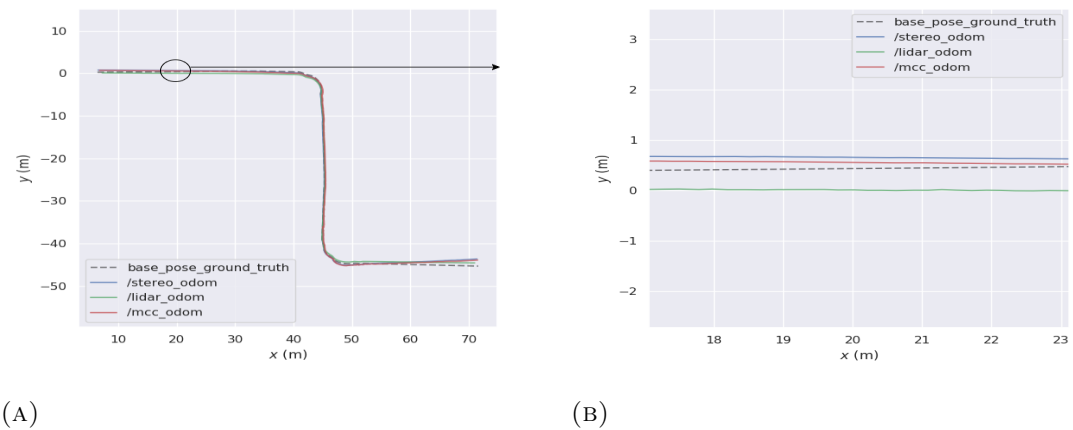 10
0
−10
−20
−30
−40
−50
y (m)
base_pose_ground_truth
/stereo_odom
/lidar_odom
/mcc_odom
10 20 30 40 50 60 70
x (m)
(A)
3
2
1
0
−1
−2
y (m)
base_pose_ground_truth
/stereo_odom
/lidar_odom
/mcc_odom
18 19 20 21 22 23
x (m)
(B)